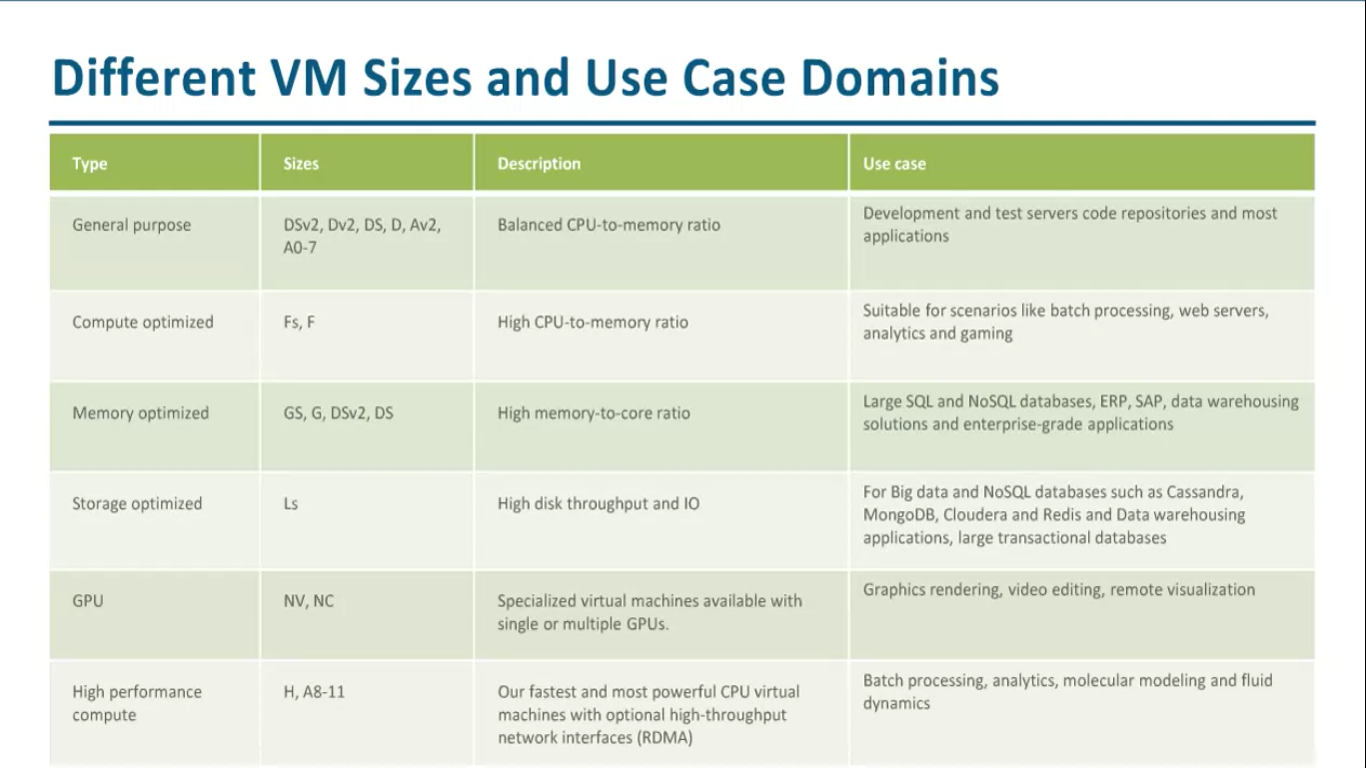 Different VM Sizes and Use Case Domains
Type
Sizes
Description
Use case
General purpose
DSv2, Dv2, DS, D, Av2,
A0-7
Balanced CPU-to-memory ratio
Development and test servers code repositories and most
applications
Compute optimized
Fs, F
High CPU-to-memory ratio
Suitable for scenarios like batch processing, web servers,
analytics and gaming
Memory optimized
GS, G, DSv2, DS
High memory-to-core ratio
Large SQL and NoSQL databases, ERP, SAP, data warehousing
solutions and enterprise-grade applications
Storage optimized
Ls
High disk throughput and IO
For Big data and NoSQL databases such as Cassandra,
MongoDB, Cloudera and Redis and Data warehousing
applications, large transactional databases
GPU
NV, NC
Specialized virtual machines available with
single or multiple GPUs.
Graphics rendering, video editing, remote visualization
High performance
compute
H, A8-11
Our fastest and most powerful CPU virtual
machines with optional high-throughput
network interfaces (RDMA)
Batch processing, analytics, molecular modeling and fluid
dynamics